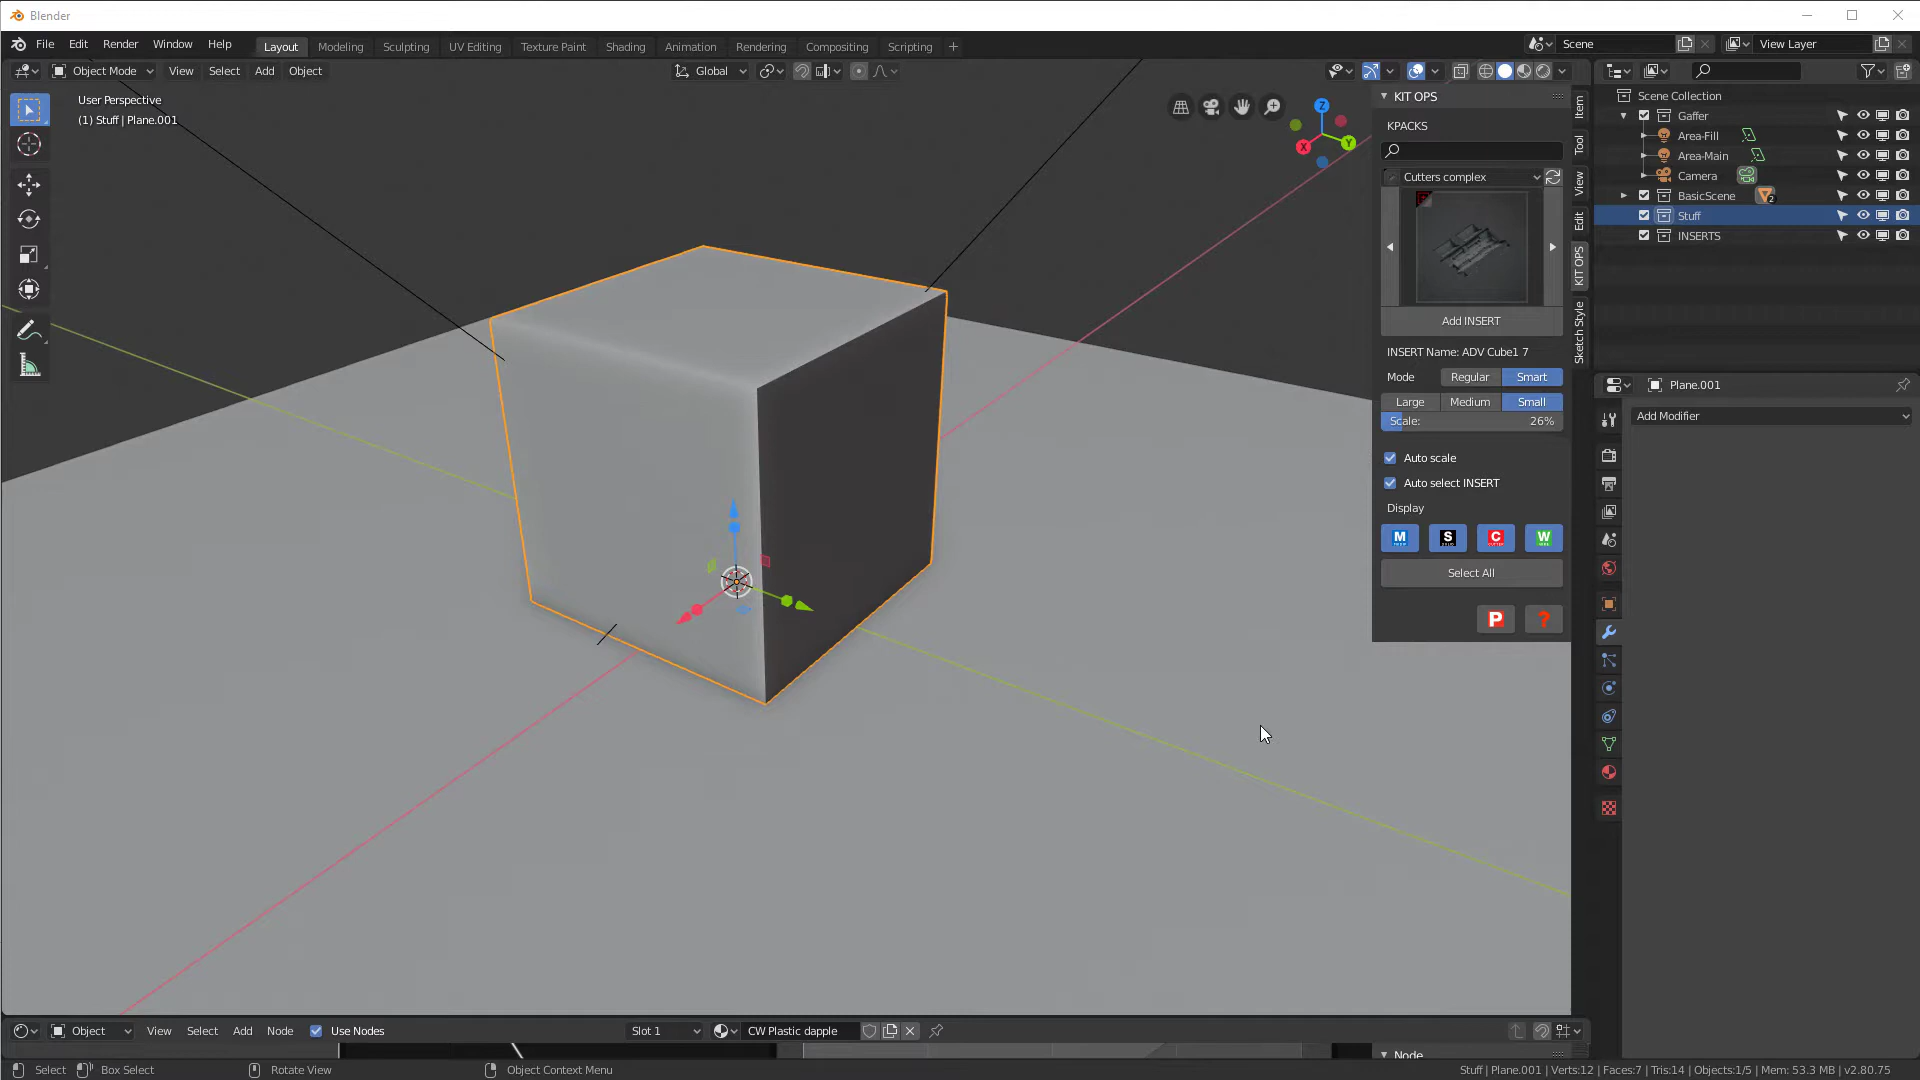 Blender
File Edit Render Window Help Layout Modeling Sculpting UV Editing Texture Paint Shading Animation Rendering Compositing Scripting + Scene View Layer
Object Mode View Select Add Object Global
User Perspective
(1) Stuff | Plane.001
Z
X
Y
KIT OPS
KPACKS
Cutters complex
Add INSERT
INSERT Name: ADV Cube1 7
Mode Regular Smart
Large Medium Small
Scale: 26%
Auto scale
Auto select INSERT
Display
M S C W
Select All
P ?
Item
Tool
View
Edit
KIT OPS
Sketch Style
Scene Collection
Gaffer
Area-Fill
Area-Main
Camera
BasicScene 2
Stuff
INSERTS
Plane.001
Add Modifier
Object View Select Add Node Use Nodes Slot 1 CW Plastic dapple
Node
Select Box Select Rotate View Object Context Menu Stuff | Plane.001 | Verts:12 | Faces:7 | Tris:14 | Objects:1/5 | Mem: 53.3 MB | v2.80.75